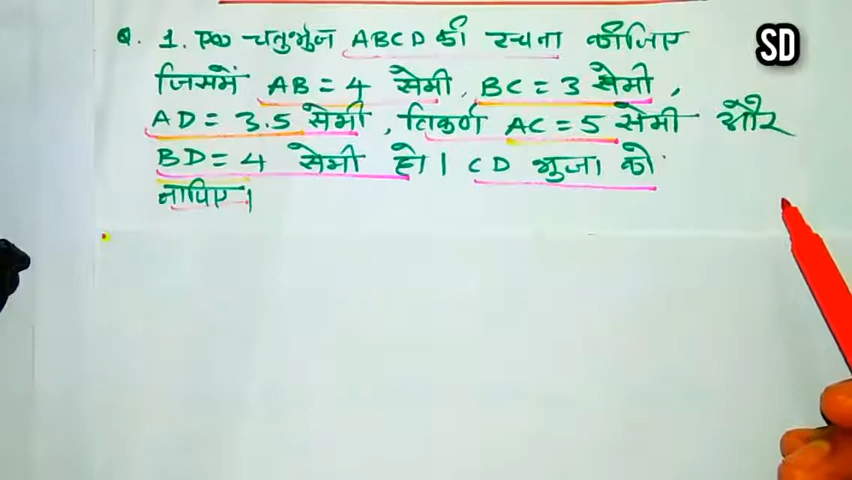 Q. 1. एक चतुर्भुज ABCD की रचना कीजिए
जिसमें AB = 4 सेमी, BC = 3 सेमी,
AD = 3.5 सेमी, विकर्ण AC = 5 सेमी और
BD = 4 सेमी हो। CD भुजा को
नापिए।
SD